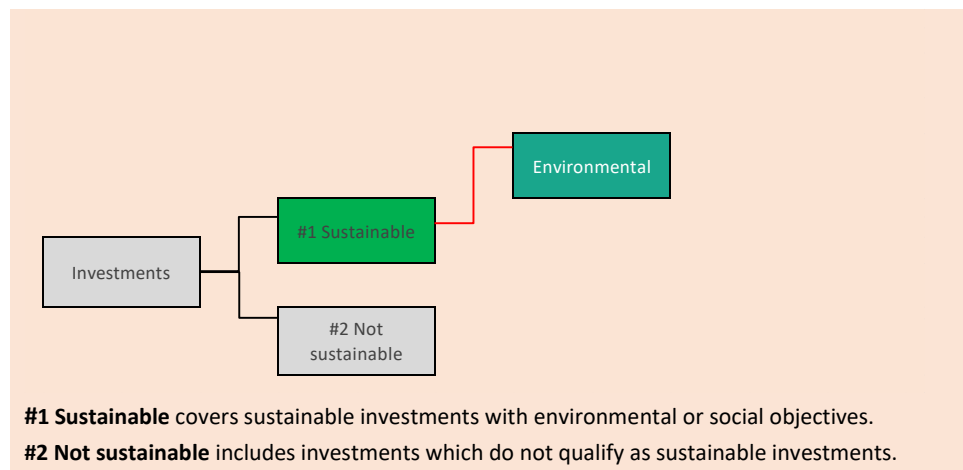 Environmental
#1 Sustainable
Investments
#2 Not
sustainable
#1 Sustainable covers sustainable investments with environmental or social objectives.
#2 Not sustainable includes investments which do not qualify as sustainable investments.